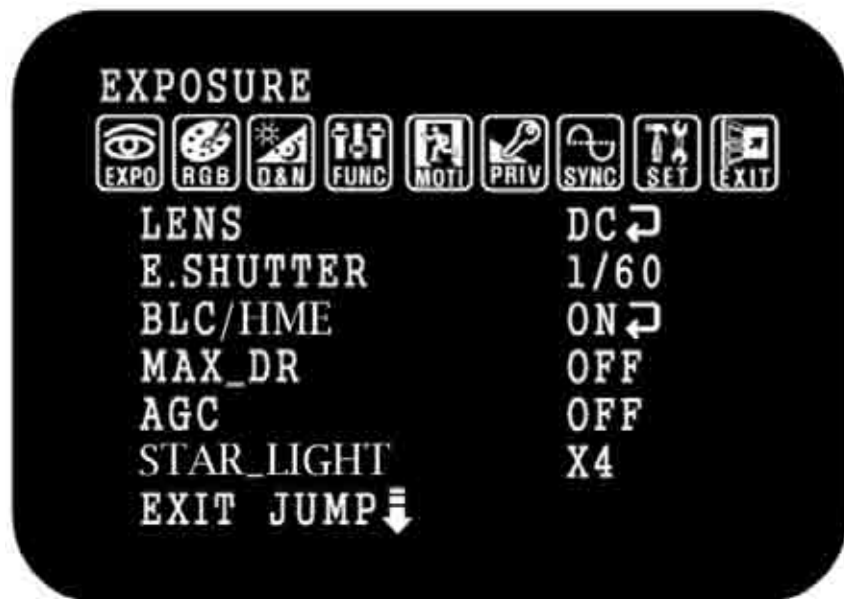 EXPOSURE
EXPO RGB D&N FUNC MOTI PRIV SYNC SET EXIT
LENS DC
E.SHUTTER 1/60
BLC/HME ON
MAX_DR OFF
AGC OFF
STAR_LIGHT X4
EXIT JUMP